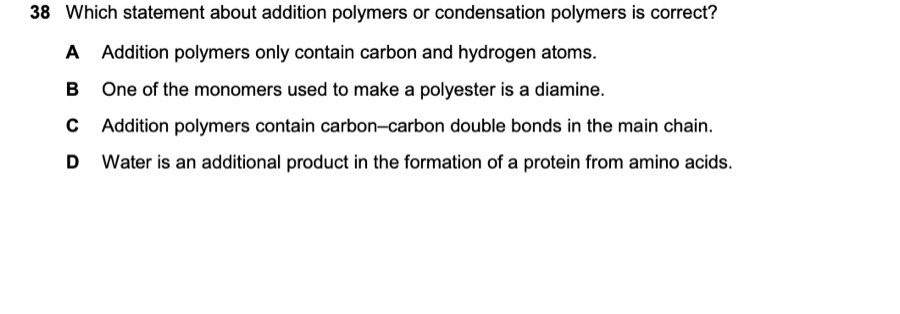 38 Which statement about addition polymers or condensation polymers is correct?
A Addition polymers only contain carbon and hydrogen atoms.
B One of the monomers used to make a polyester is a diamine.
C Addition polymers contain carbon–carbon double bonds in the main chain.
D Water is an additional product in the formation of a protein from amino acids.